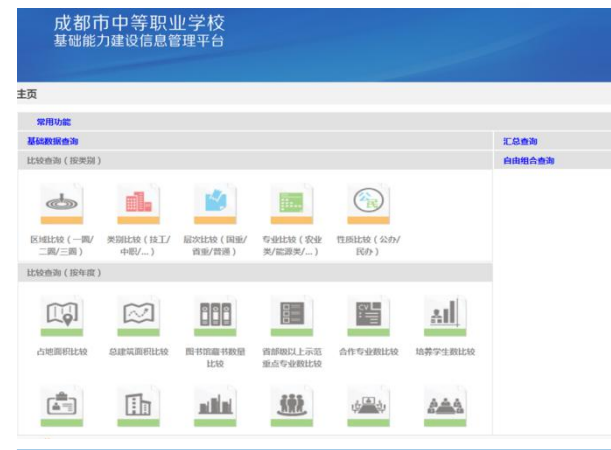 成都市中等职业学校
基础能力建设信息管理平台
主页
常用功能
基础数据查询
汇总查询
比较查询（按类别）
自由组合查询
区域比较（一圈/
二圈/三圈）
类别比较（技工/
中职/...）
层次比较（国重/
省重/普通）
专业比较（农业
类/能源类/...）
性质比较（公办/
民办）
比较查询（按年度）
占地面积比较
总建筑面积比较
图书馆藏书数量
比较
省部级以上示范
重点专业数比较
合作专业数比较
培养学生数比较